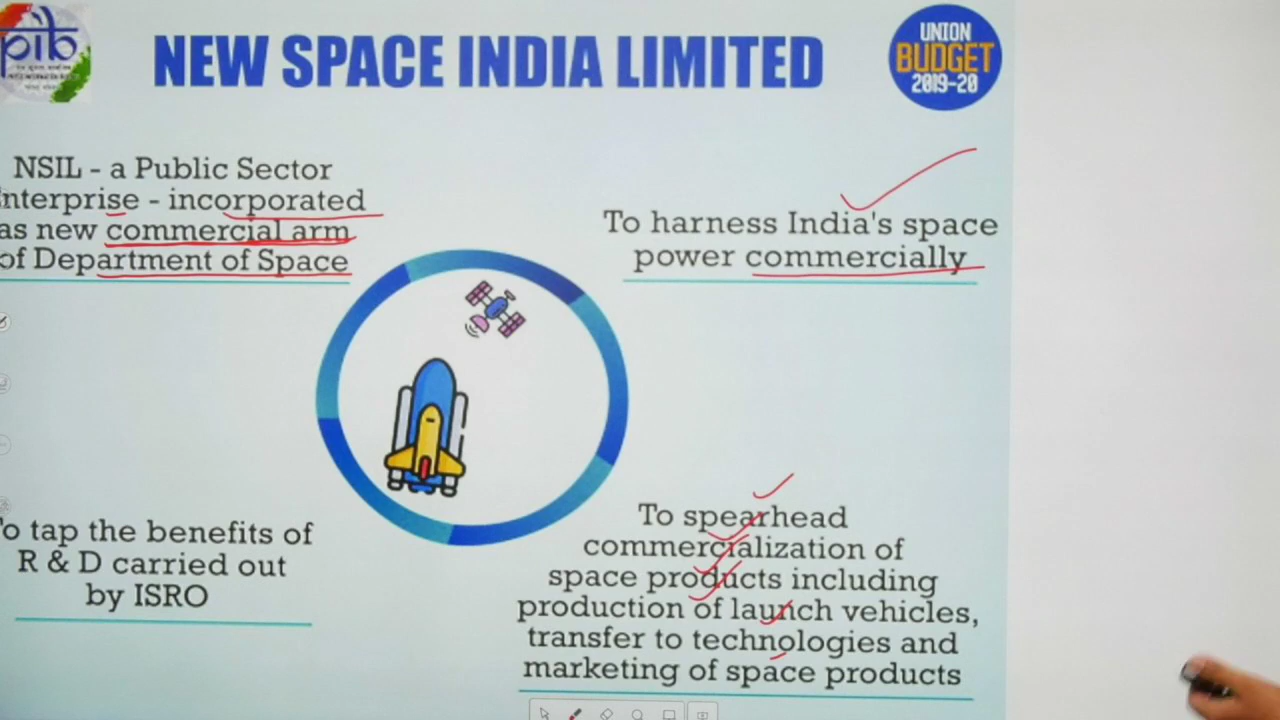 pib
NEW SPACE INDIA LIMITED
UNION
BUDGET
2019-20
NSIL - a Public Sector
nterprise - incorporated
as new commercial arm
of Department of Space
To harness India's space
power commercially
To tap the benefits of
R & D carried out
by ISRO
To spearhead
commercialization of
space products including
production of launch vehicles,
transfer to technologies and
marketing of space products